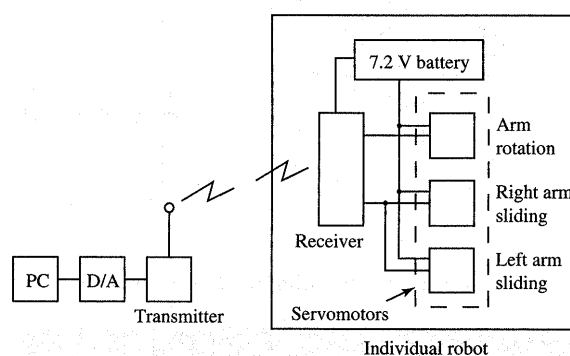 7.2 V battery
Arm
rotation
Right arm
sliding
Receiver
Left arm
sliding
PC
D/A
Transmitter
Servomotors
Individual robot